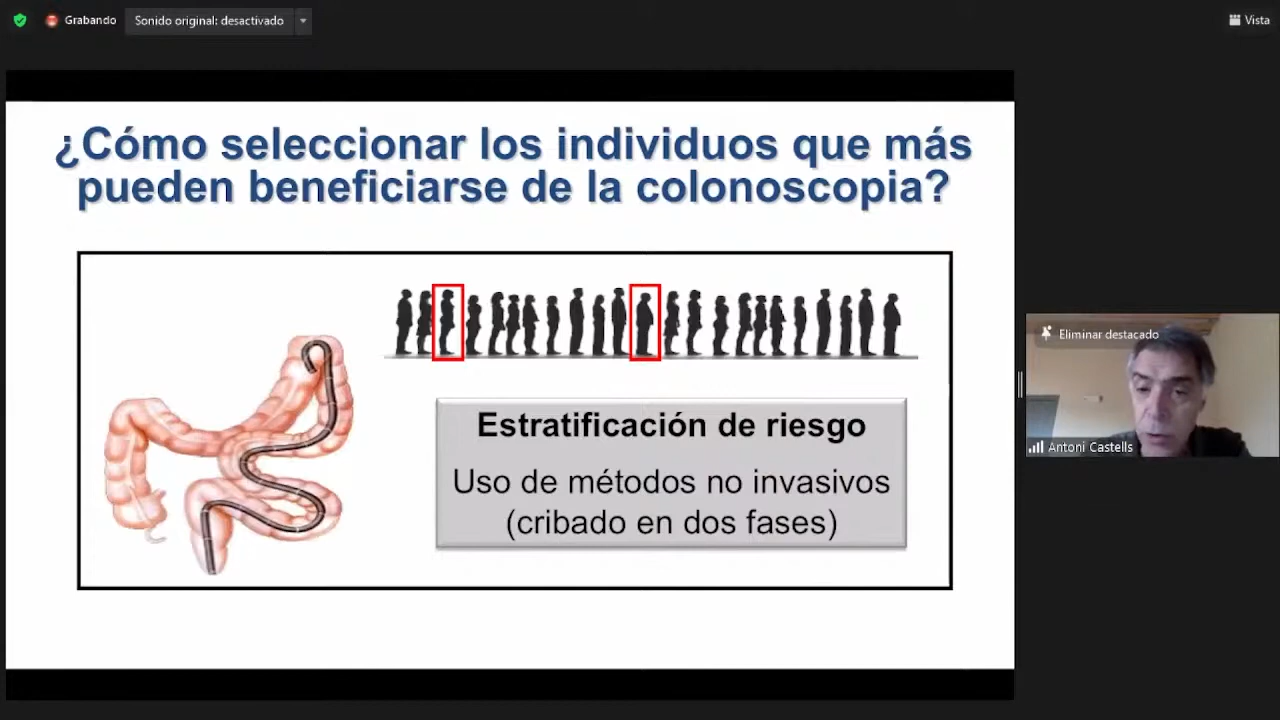 Grabando
Sonido original: desactivado
Vista
¿Cómo seleccionar los individuos que más
pueden beneficiarse de la colonoscopia?
Estratificación de riesgo
Uso de métodos no invasivos
(cribado en dos fases)
Eliminar destacado
Antoni Castells